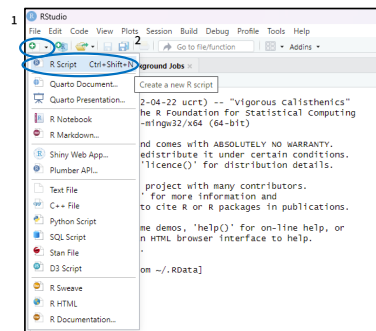 1
RStudio
File Edit Code View Plots Session Build Debug Profile Tools Help
2
Go to file/function
Addins
R Script Ctrl+Shift+N
kground Jobs
Quarto Document...
Create a new R script
Quarto Presentation...
2-04-22 ucrt) -- "Vigorous Calisthenics"
he R Foundation for Statistical Computing
R Notebook
-mingw32/x64 (64-bit)
R Markdown...
nd comes with ABSOLUTELY NO WARRANTY.
Shiny Web App...
edistribute it under certain conditions.
Plumber API...
'licence()' for distribution details.
Text File
project with many contributors.
C++ File
' for more information and
Python Script
to cite R or R packages in publications.
SQL Script
me demos, 'help()' for on-line help, or
Stan File
n HTML browser interface to help.
D3 Script
.
R Sweave
om ~/.RData]
R HTML
R Documentation...